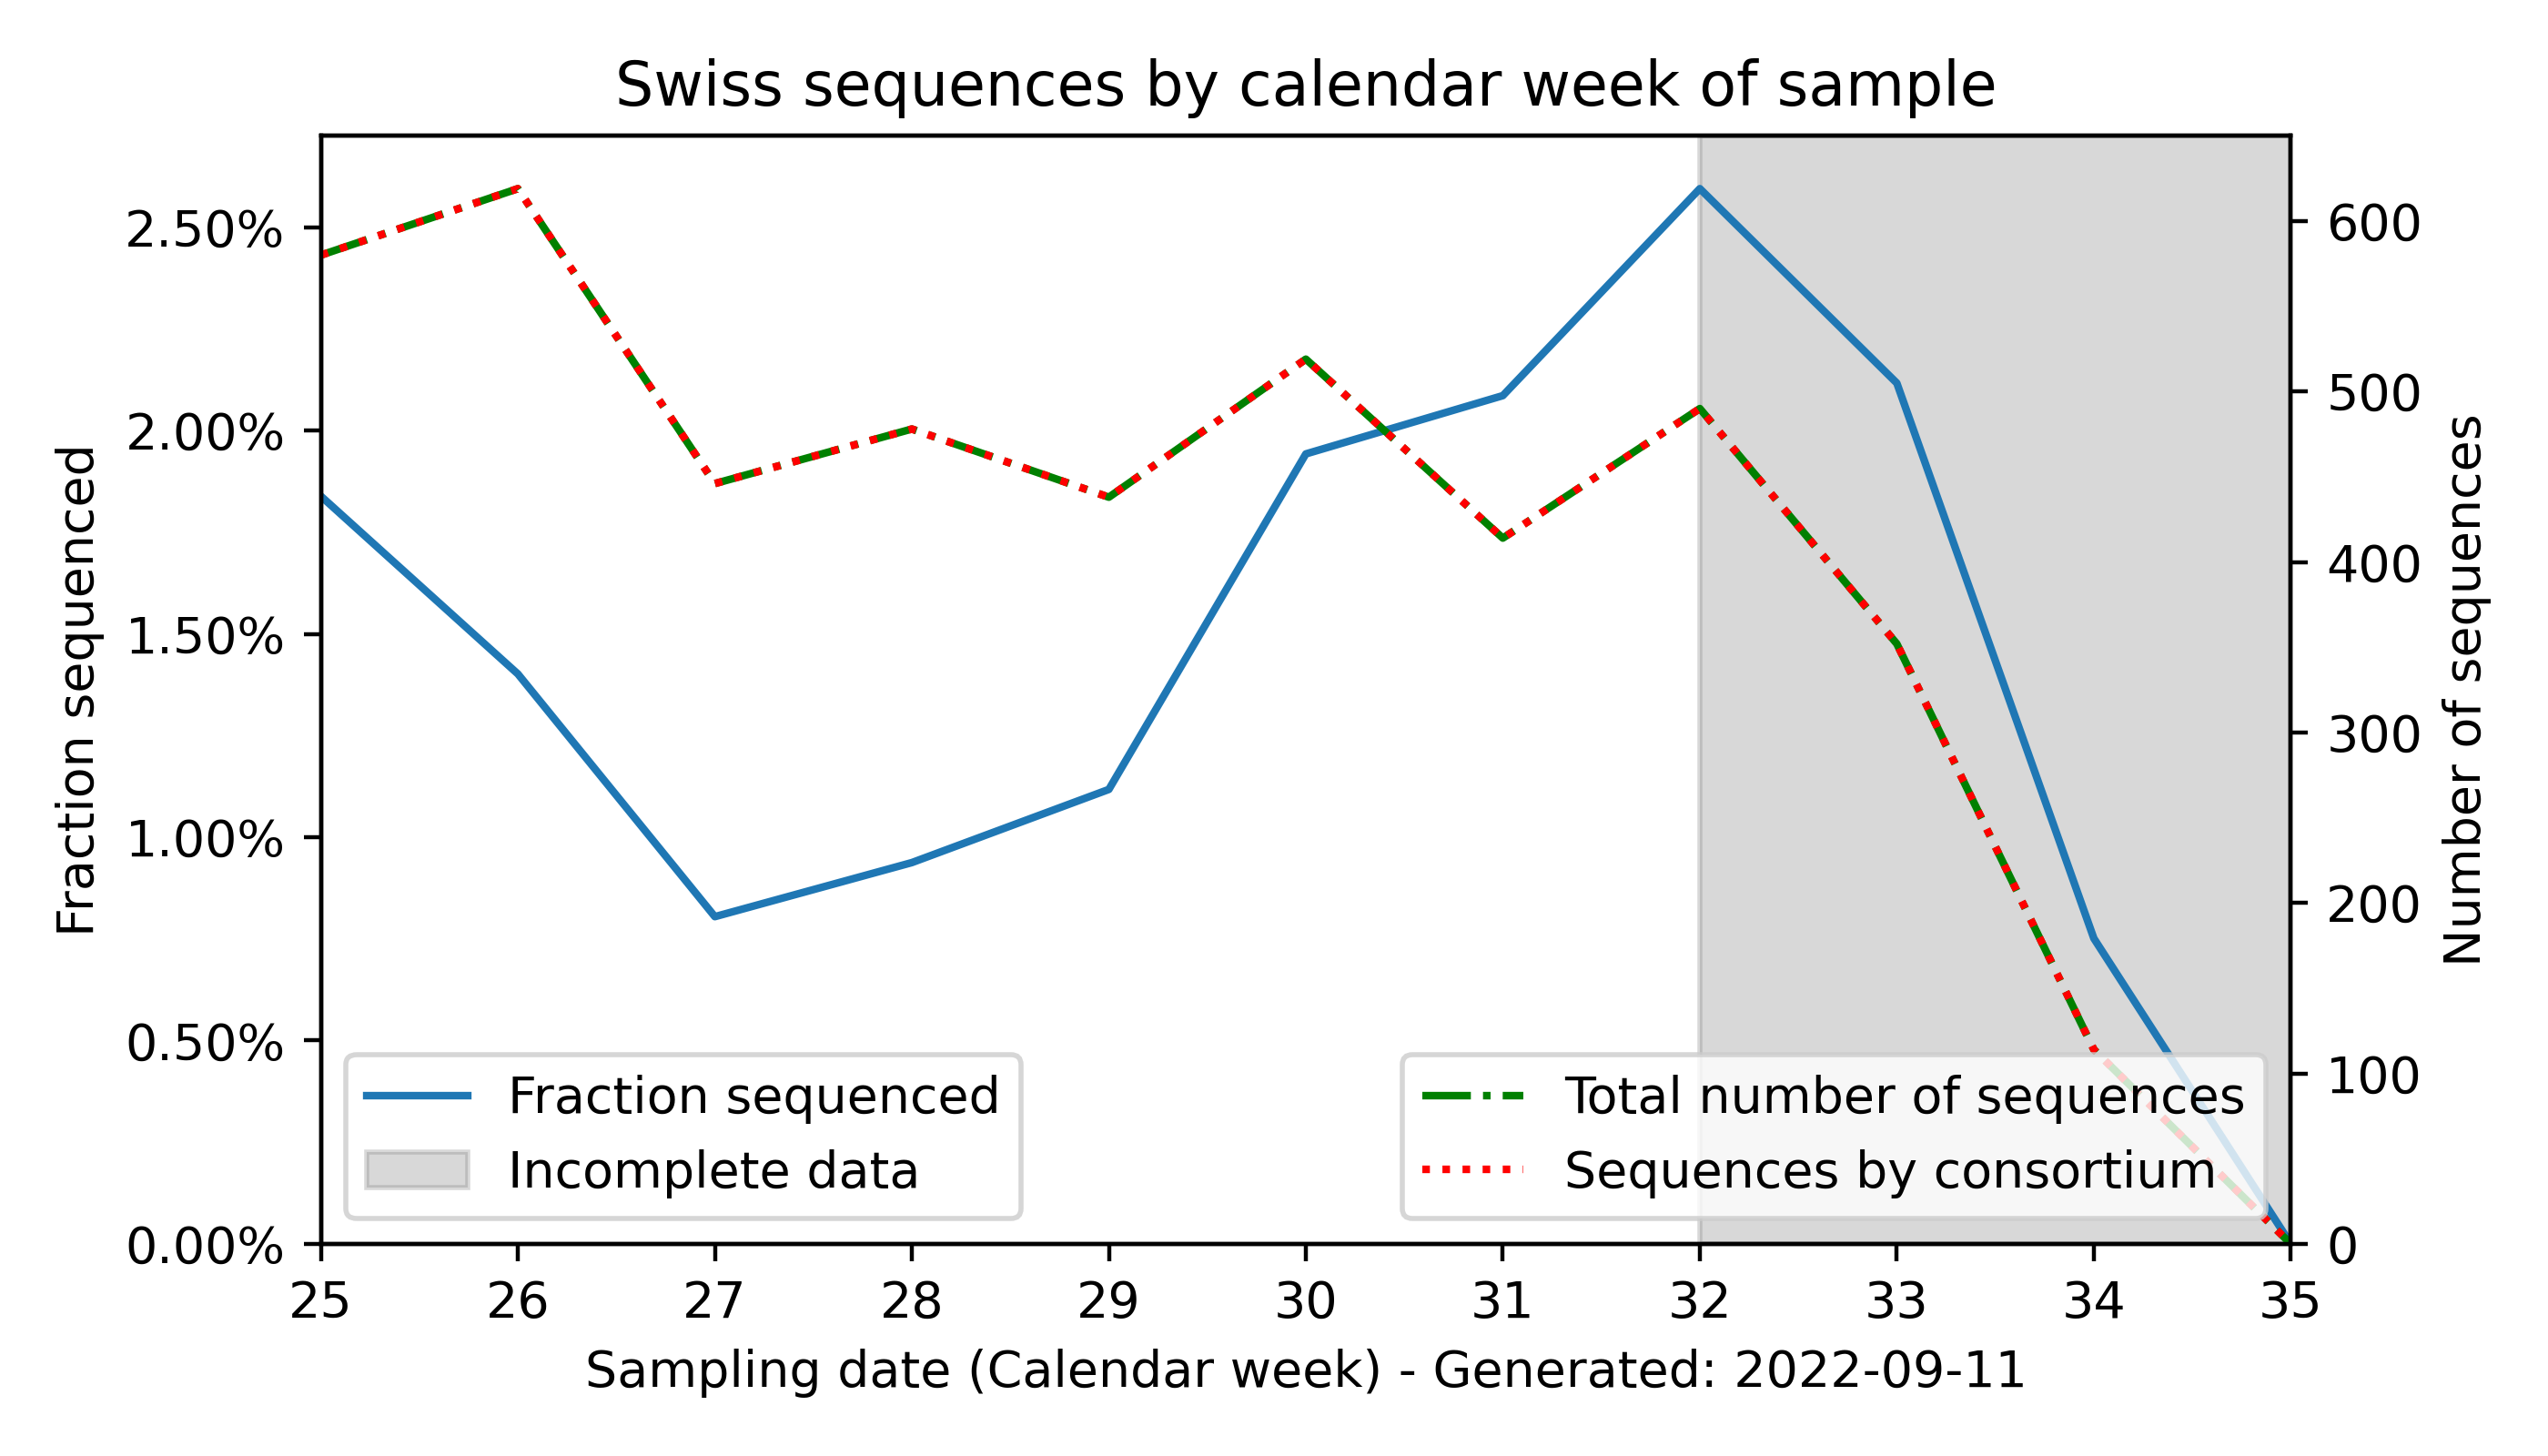 Swiss sequences by calendar week of sample
Fraction sequenced
2.50%
2.00%
1.50%
1.00%
0.50%
0.00%
600
500
400
300
200
100
0
Number of sequences
Fraction sequenced
Incomplete data
Total number of sequences
Sequences by consortium
25 26 27 28 29 30 31 32 33 34 35
Sampling date (Calendar week) - Generated: 2022-09-11